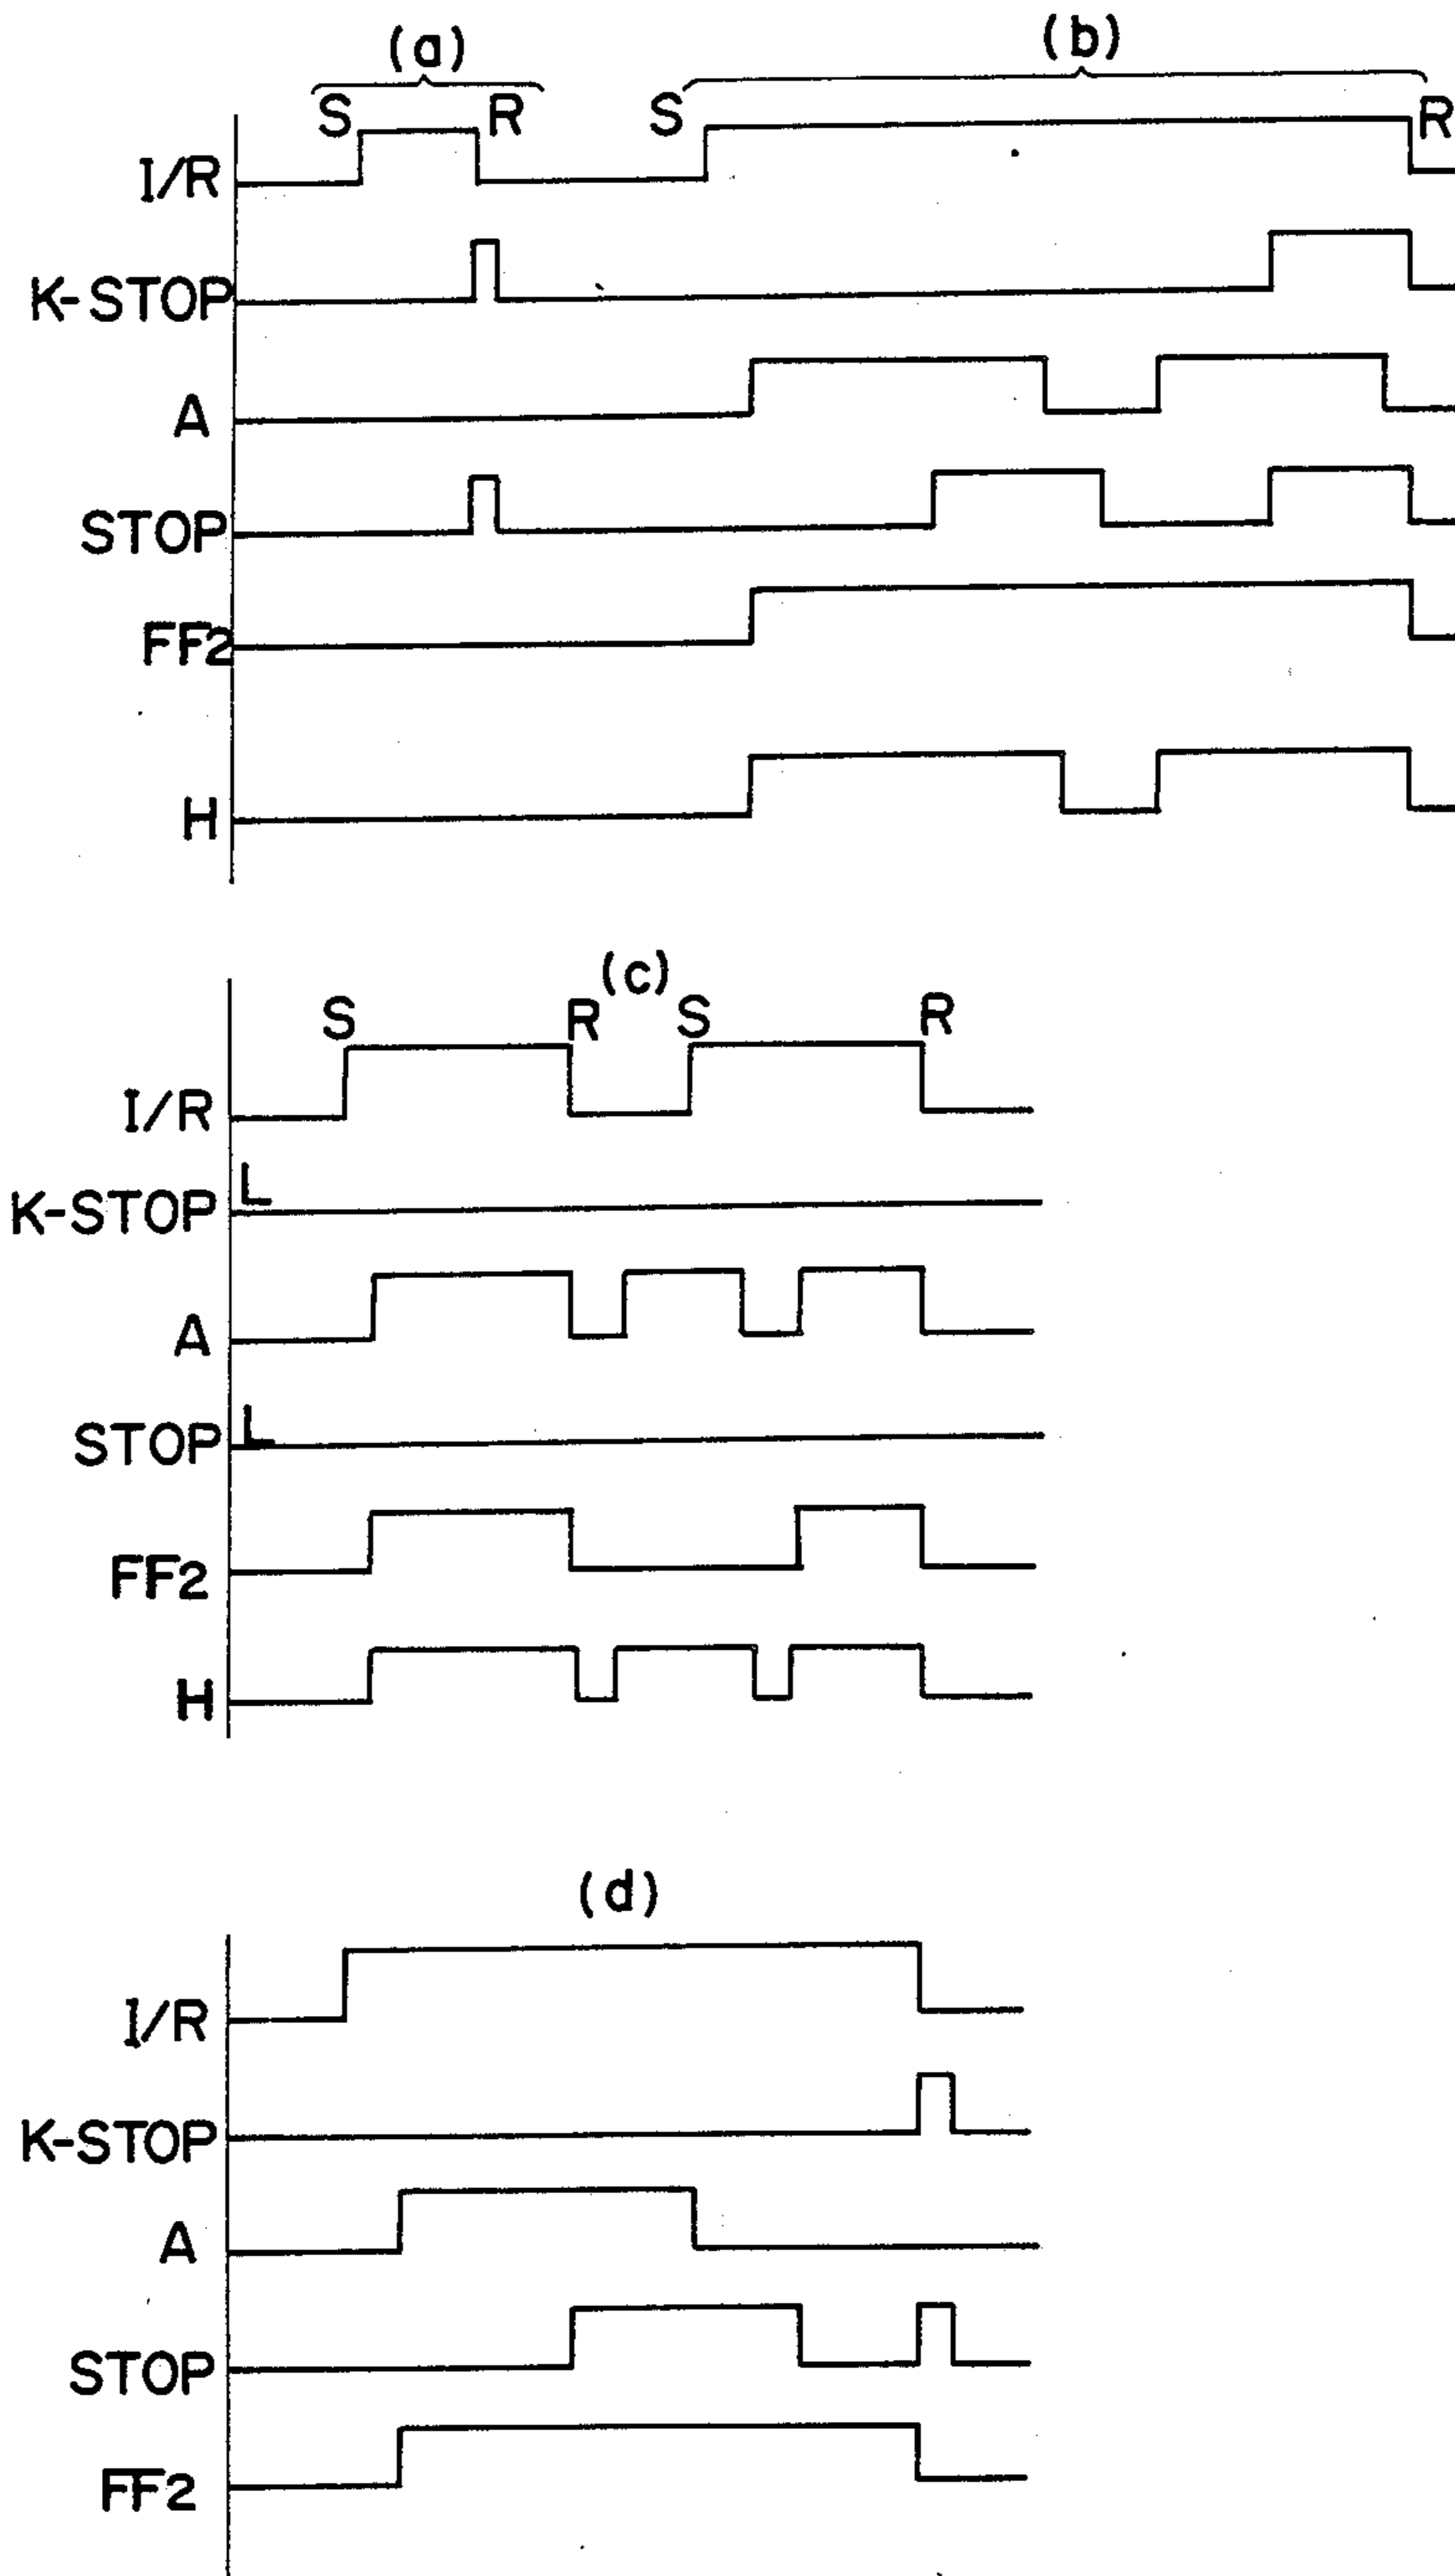 (a) (b)
S R S R
I/R
K-STOP
A
STOP
FF2
H
(c)
S R S R
I/R
K-STOP L
A
STOP L
FF2
H
(d)
I/R
K-STOP
A
STOP
FF2